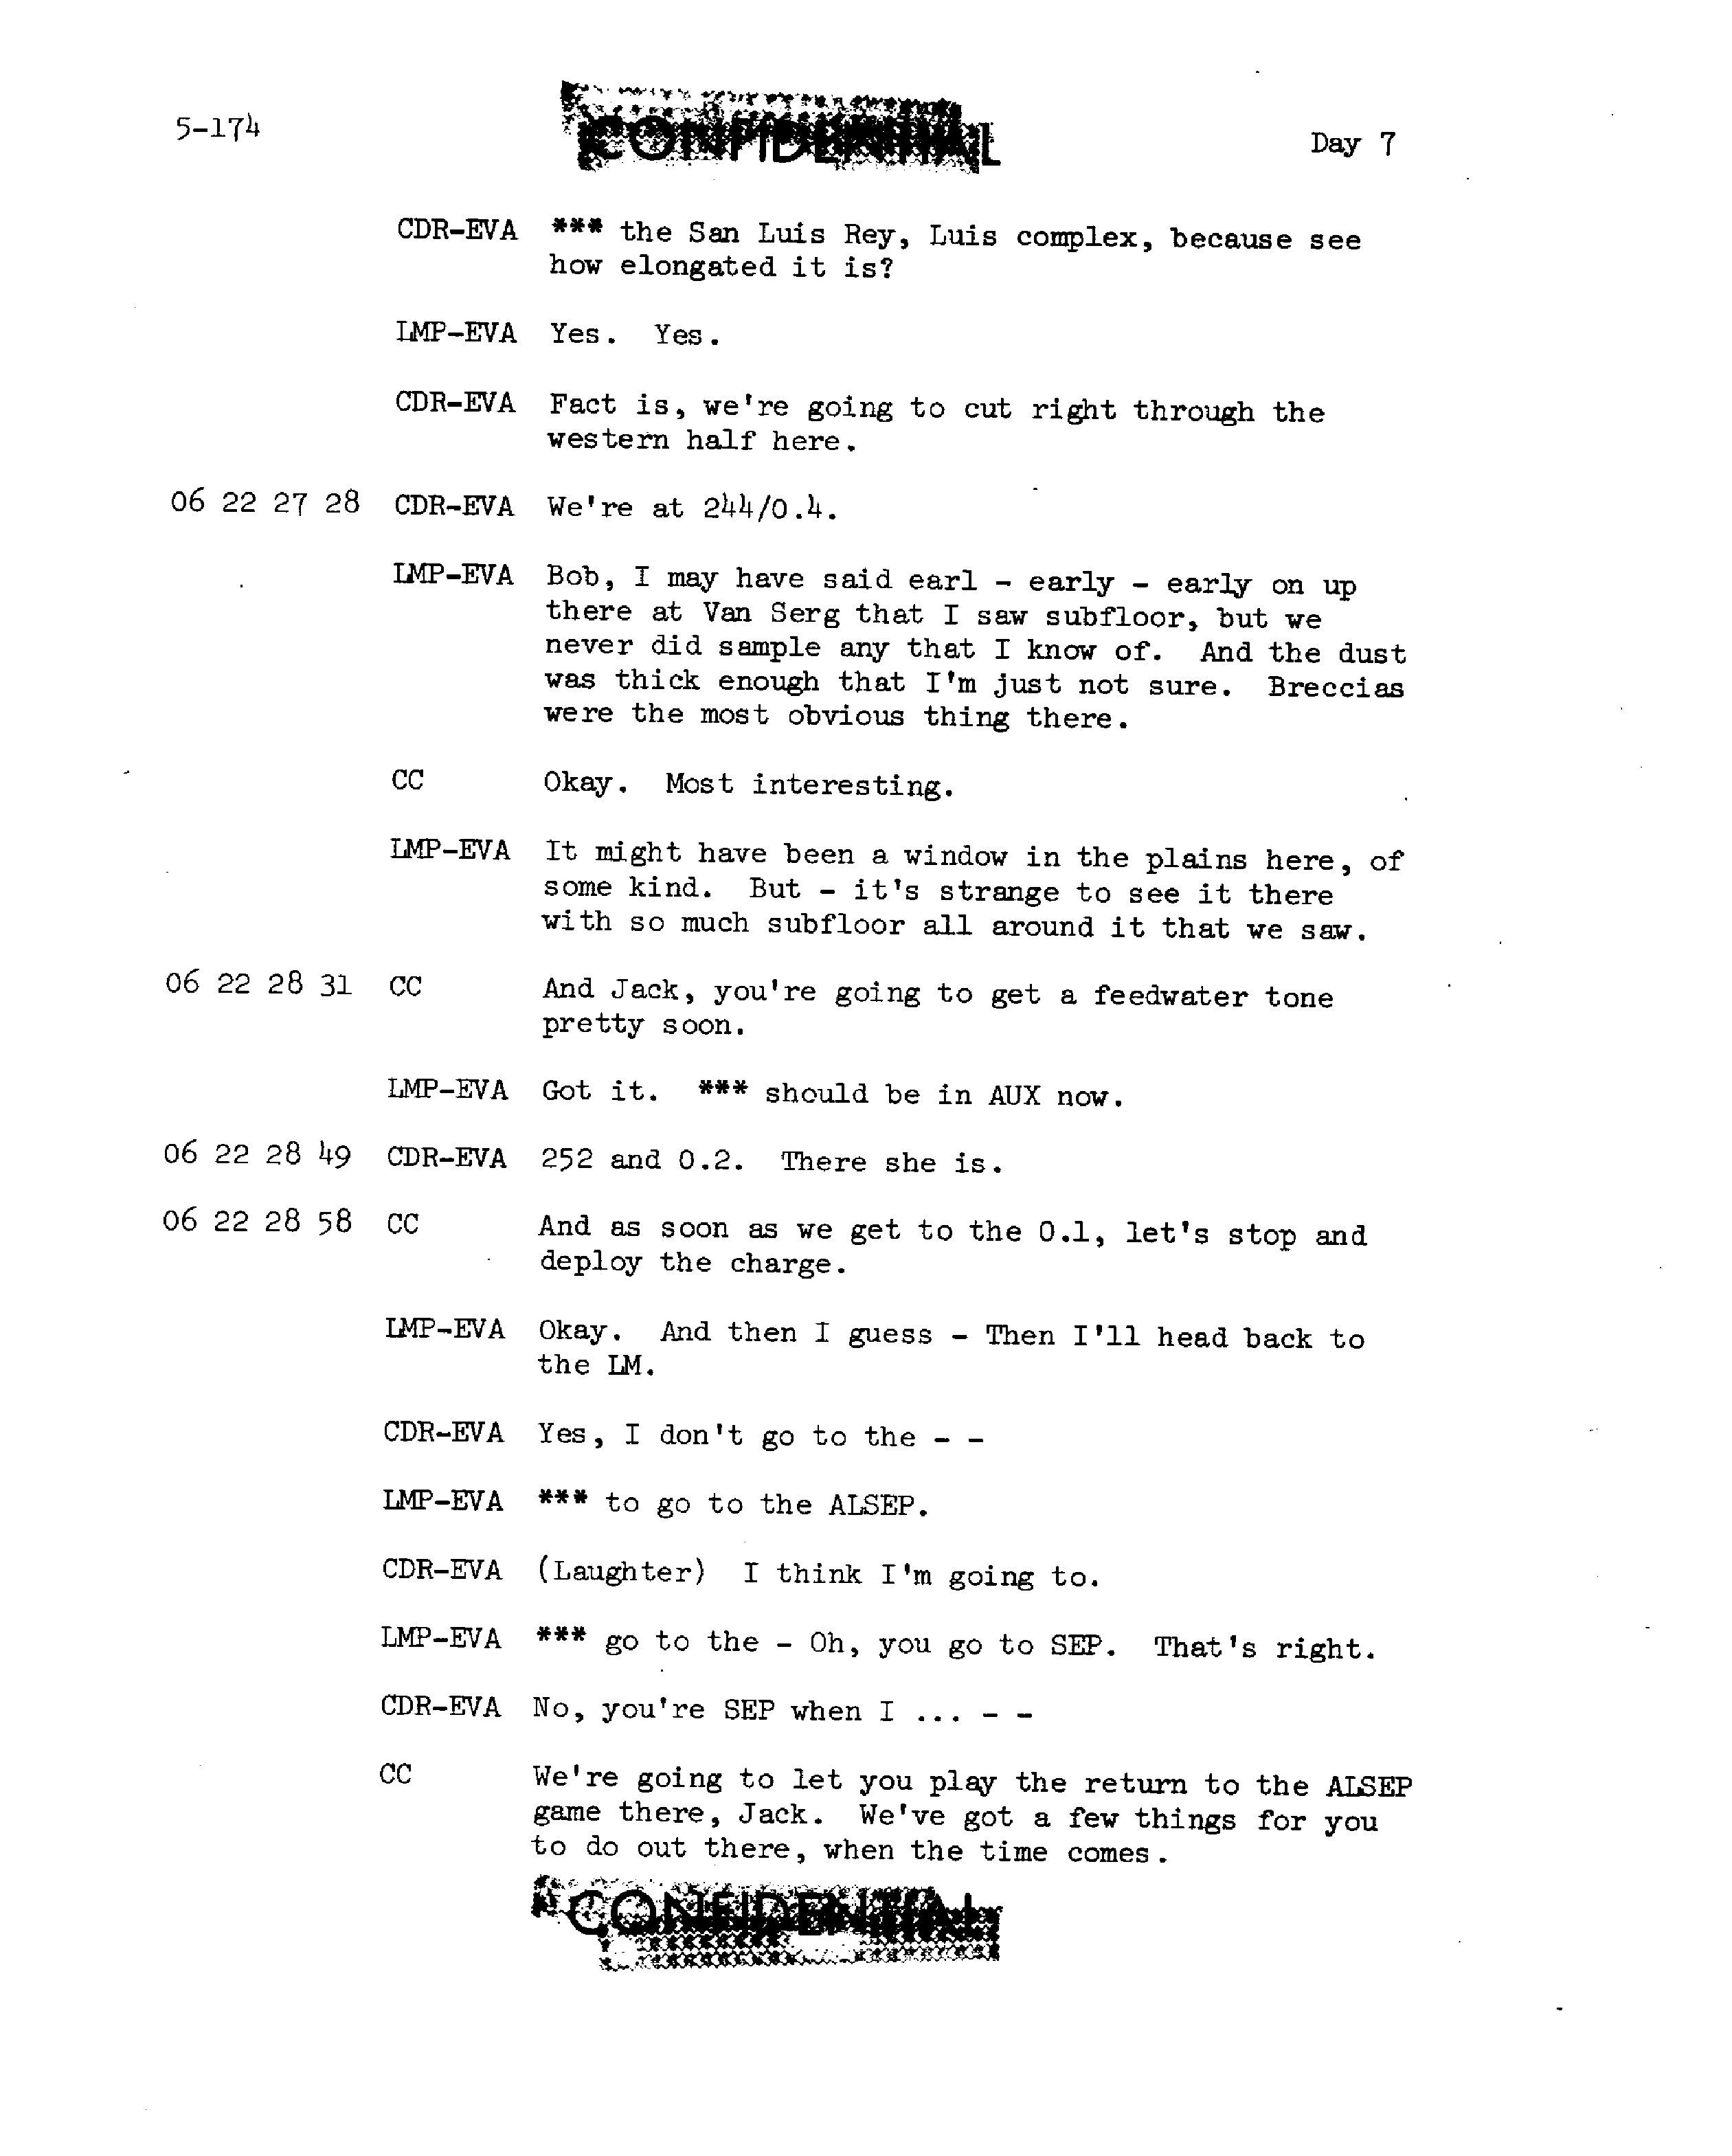 5-174
CONFIDENTIAL
Day 7
CDR-EVA *** the San Luis Rey, Luis complex, because see
how elongated it is?
LMP-EVA Yes. Yes.
CDR-EVA Fact is, we're going to cut right through the
western half here.
06 22 27 28 CDR-EVA We're at 244/0.4.
LMP-EVA Bob, I may have said earl - early - early on up
there at Van Serg that I saw subfloor, but we
never did sample any that I know of. And the dust
was thick enough that I'm just not sure. Breccias
were the most obvious thing there.
CC Okay. Most interesting.
LMP-EVA It might have been a window in the plains here, of
some kind. But - it's strange to see it there
with so much subfloor all around it that we saw.
06 22 28 31 CC And Jack, you're going to get a feedwater tone
pretty soon.
LMP-EVA Got it. *** should be in AUX now.
06 22 28 49 CDR-EVA 252 and 0.2. There she is.
06 22 28 58 CC And as soon as we get to the 0.1, let's stop and
deploy the charge.
LMP-EVA Okay. And then I guess - Then I'll head back to
the LM.
CDR-EVA Yes, I don't go to the - -
LMP-EVA *** to go to the ALSEP.
CDR-EVA (Laughter) I think I'm going to.
LMP-EVA *** go to the - Oh, you go to SEP. That's right.
CDR-EVA No, you're SEP when I ... - -
CC We're going to let you play the return to the ALSEP
game there, Jack. We've got a few things for you
to do out there, when the time comes.
CONFIDENTIAL